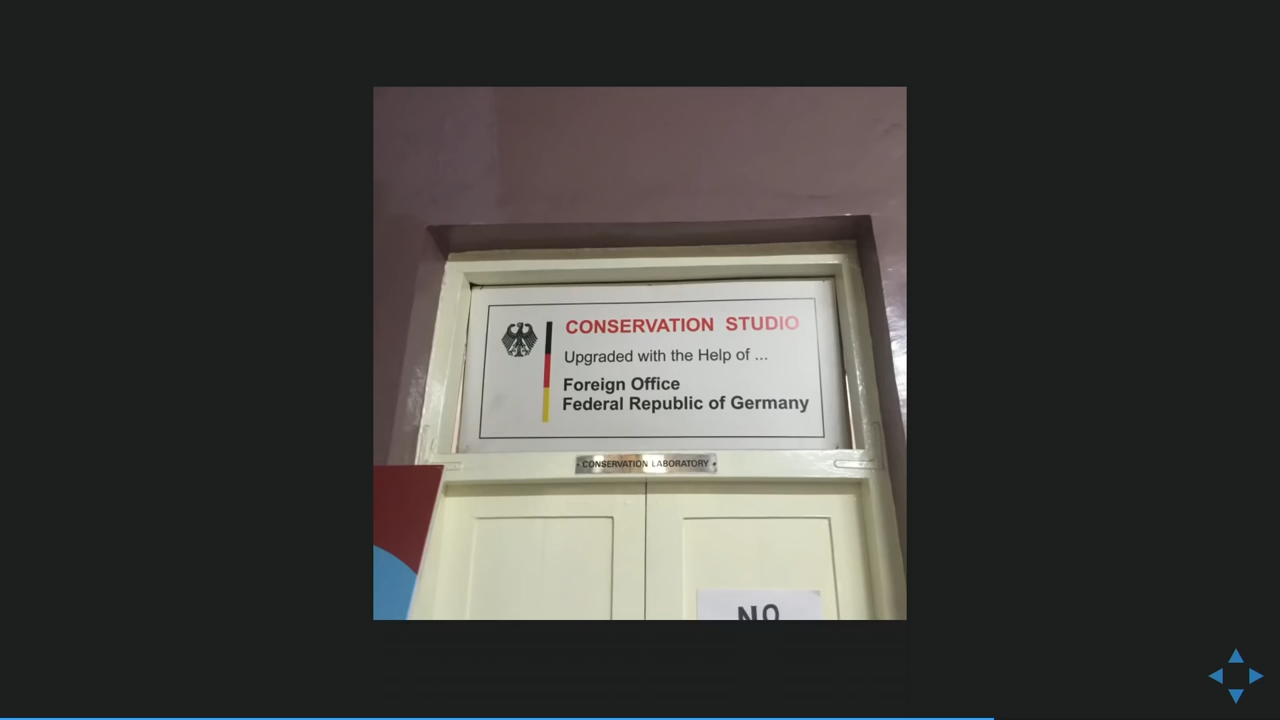 CONSERVATION STUDIO
Upgraded with the Help of ...
Foreign Office
Federal Republic of Germany
CONSERVATION LABORATORY
NO